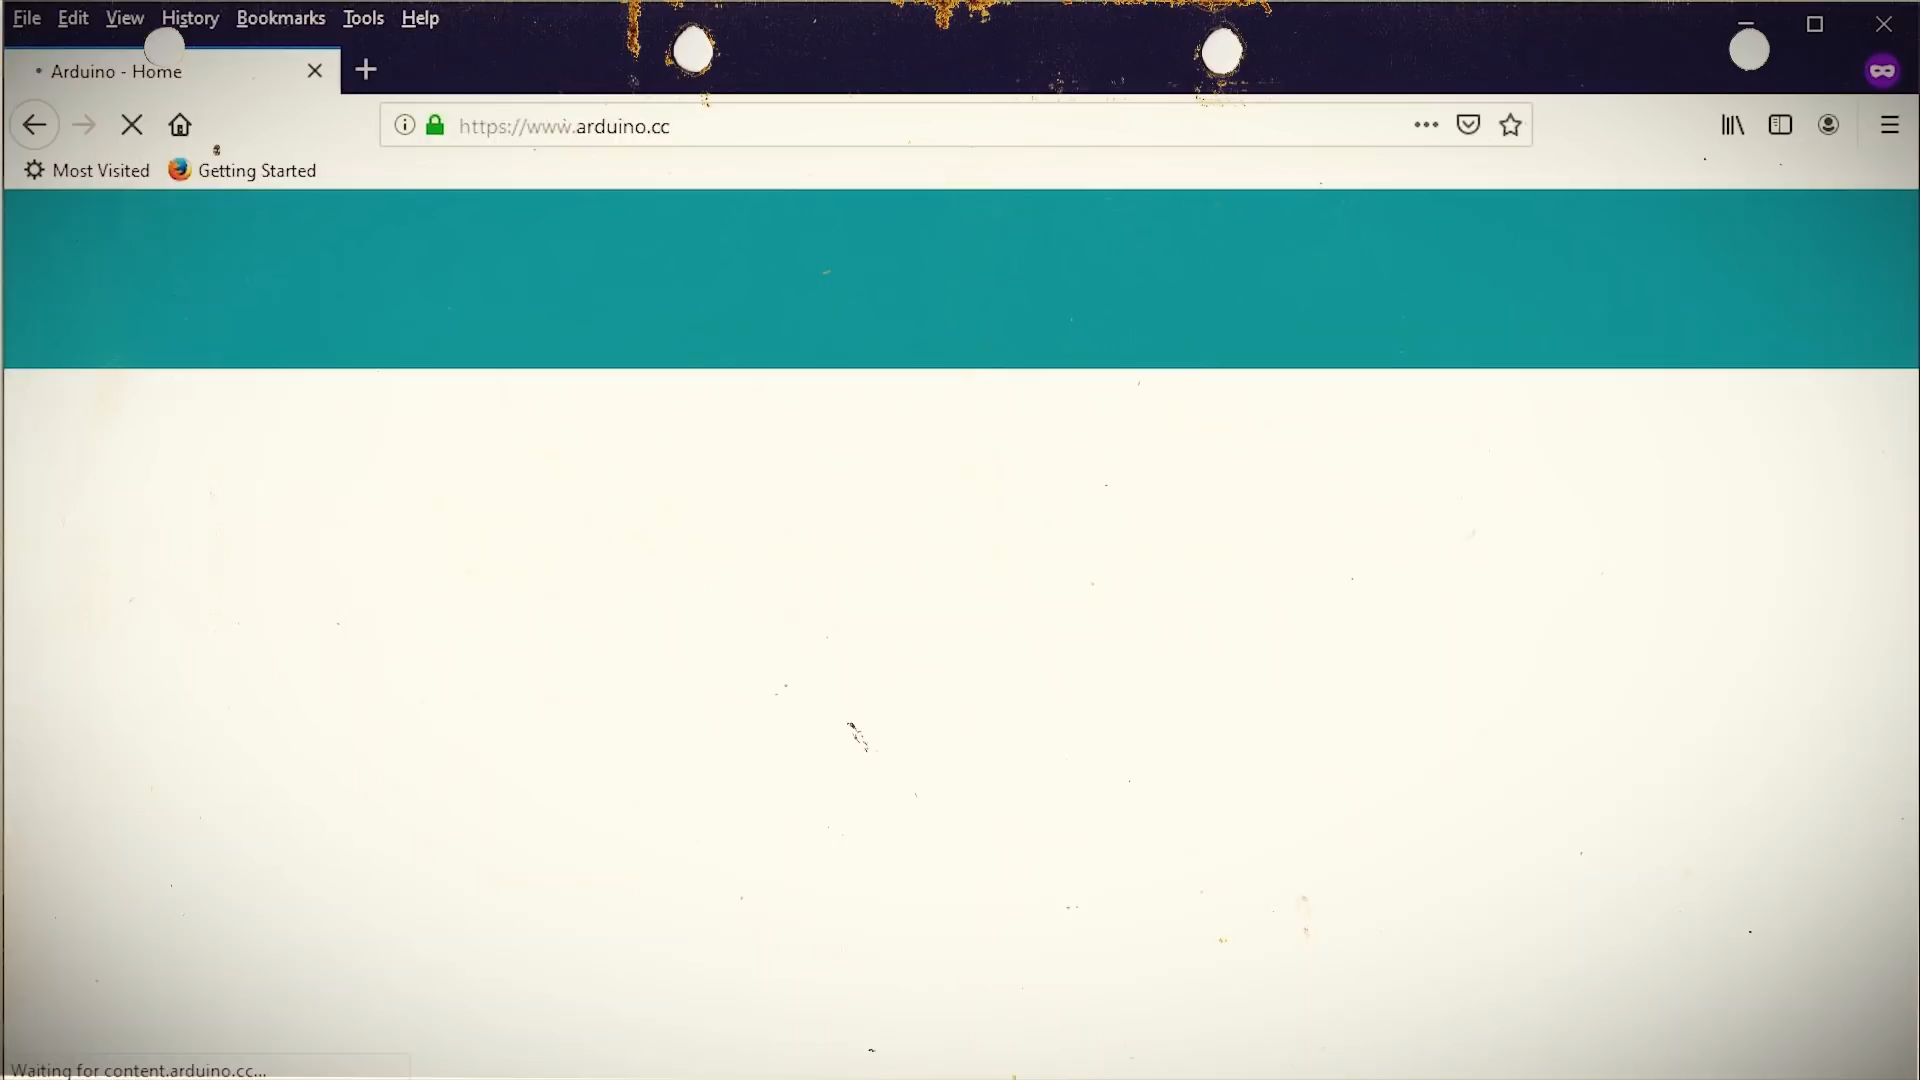 File Edit View History Bookmarks Tools Help
Arduino - Home
https://www.arduino.cc
Most Visited Getting Started
Waiting for content.arduino.cc...